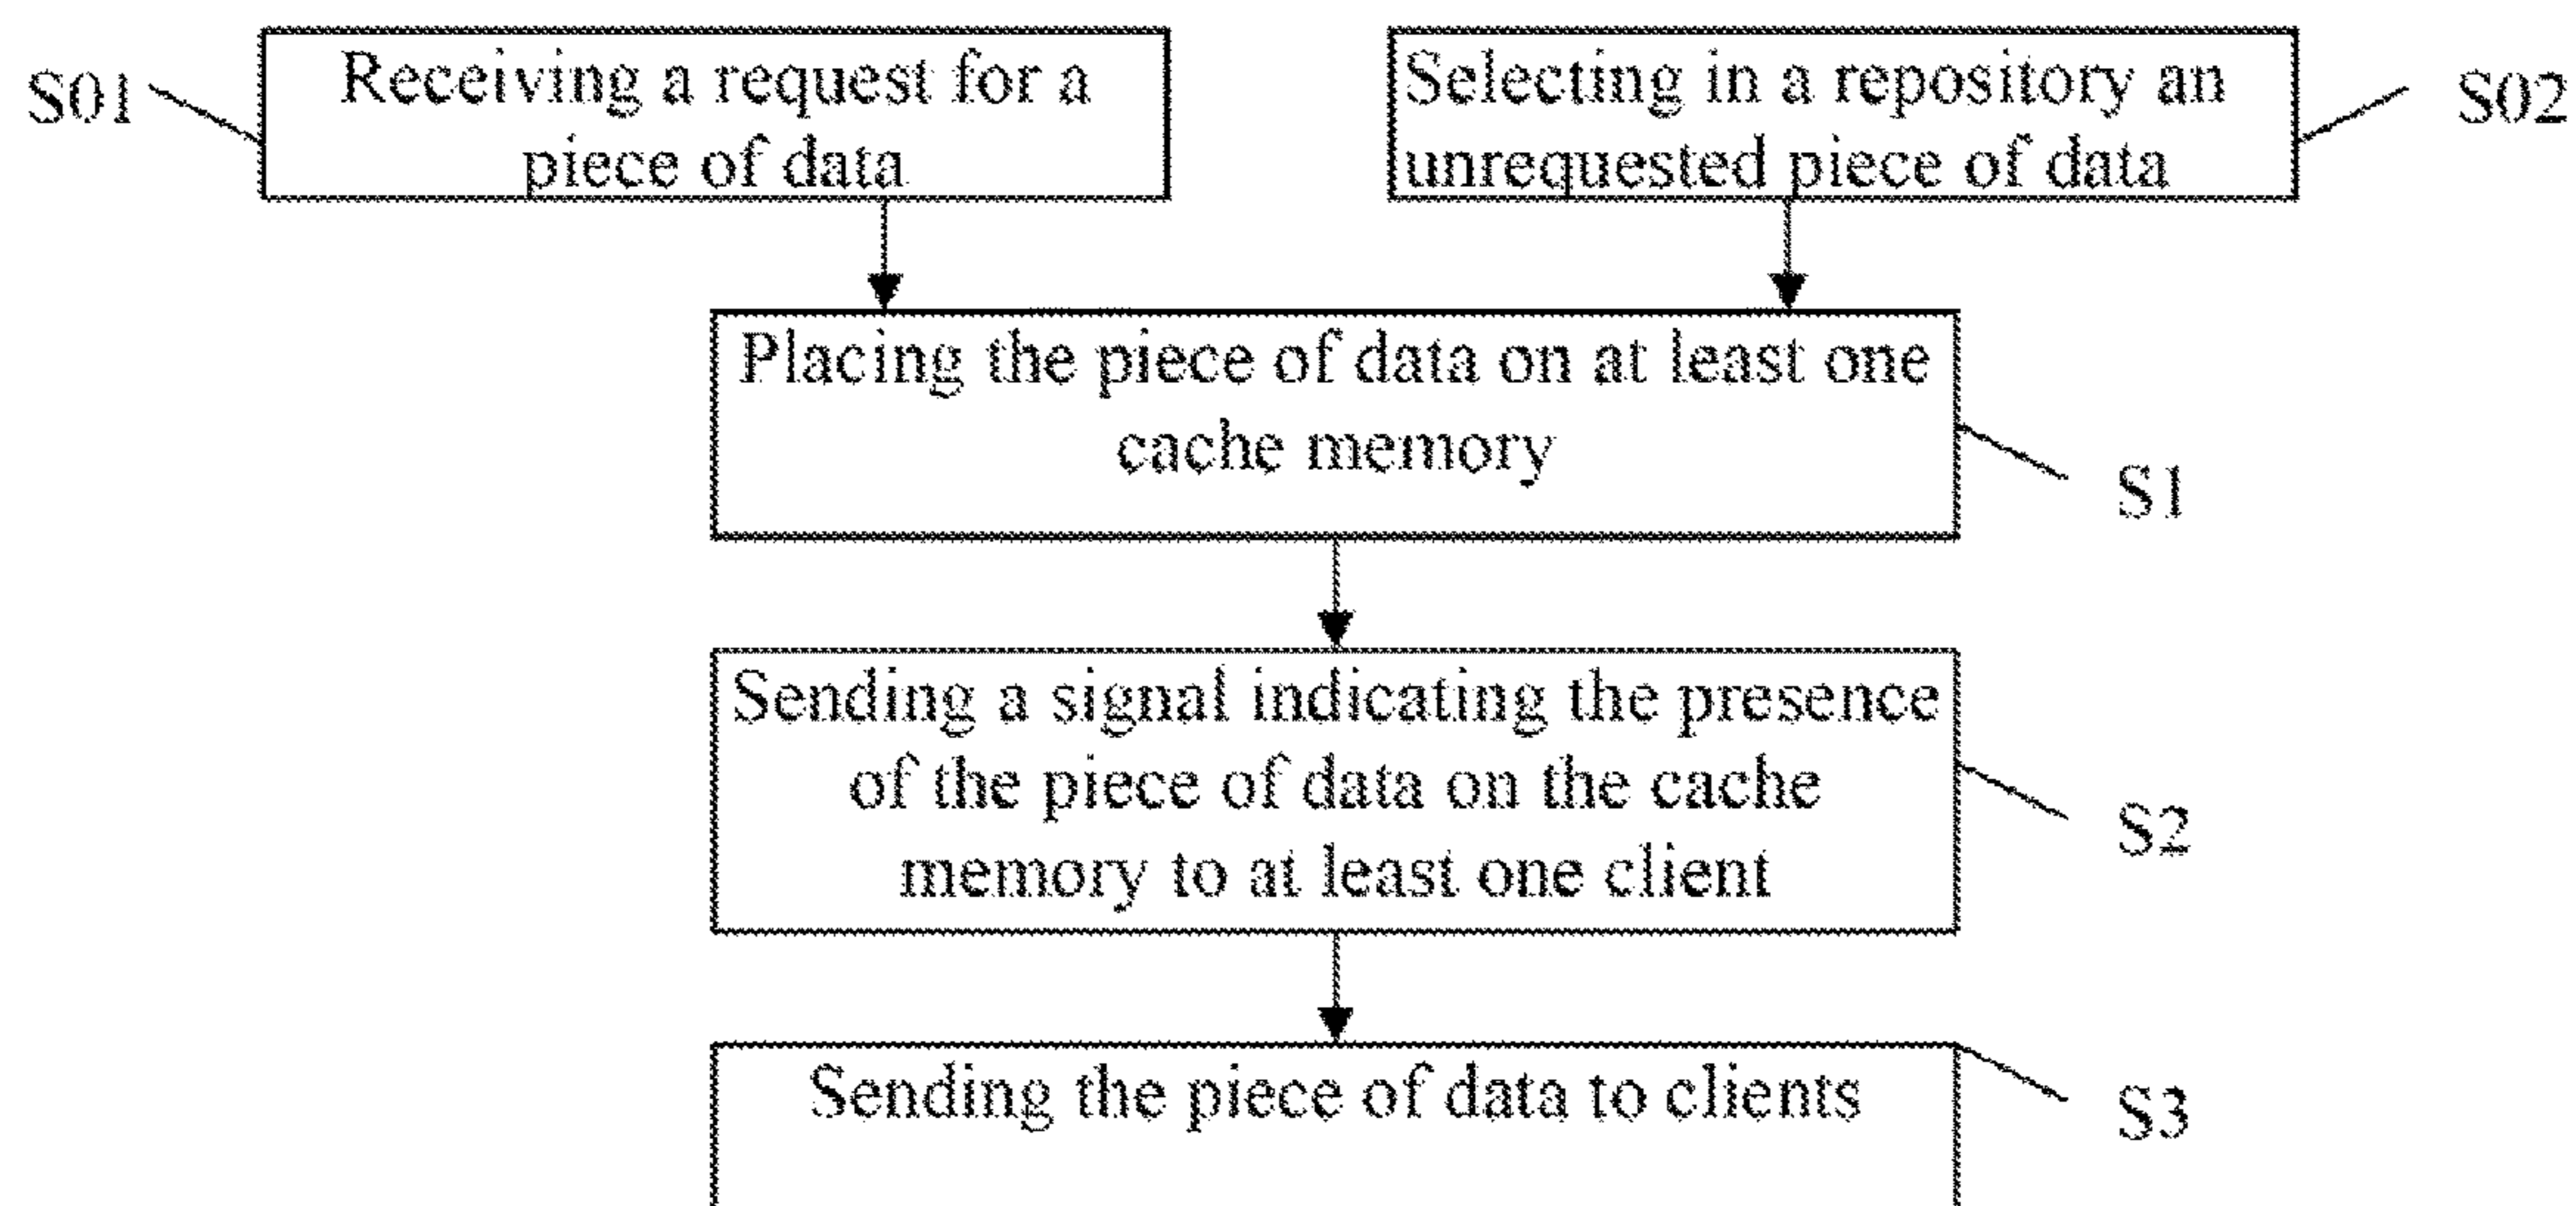 S01
Receiving a request for a
piece of data
Selecting in a repository an
unrequested piece of data
S02
Placing the piece of data on at least one
cache memory
S1
Sending a signal indicating the presence
of the piece of data on the cache
memory to at least one client
S2
Sending the piece of data to clients
S3